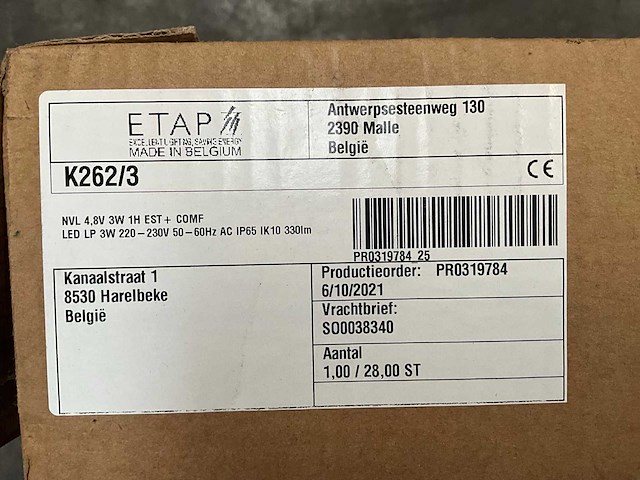 ETAP
EXCELLENT LIGHTING, SAVING ENERGY
MADE IN BELGIUM
Antwerpsesteenweg 130
2390 Malle
België
K262/3
CE
NVL 4,8V 3W 1H EST+ COMF
LED LP 3W 220-230V 50-60Hz AC IP65 IK10 330lm
PR0319784_25
Kanaalstraat 1
8530 Harelbeke
België
Productieorder: PR0319784
6/10/2021
Vrachtbrief:
SO0038340
Aantal
1,00 / 28,00 ST